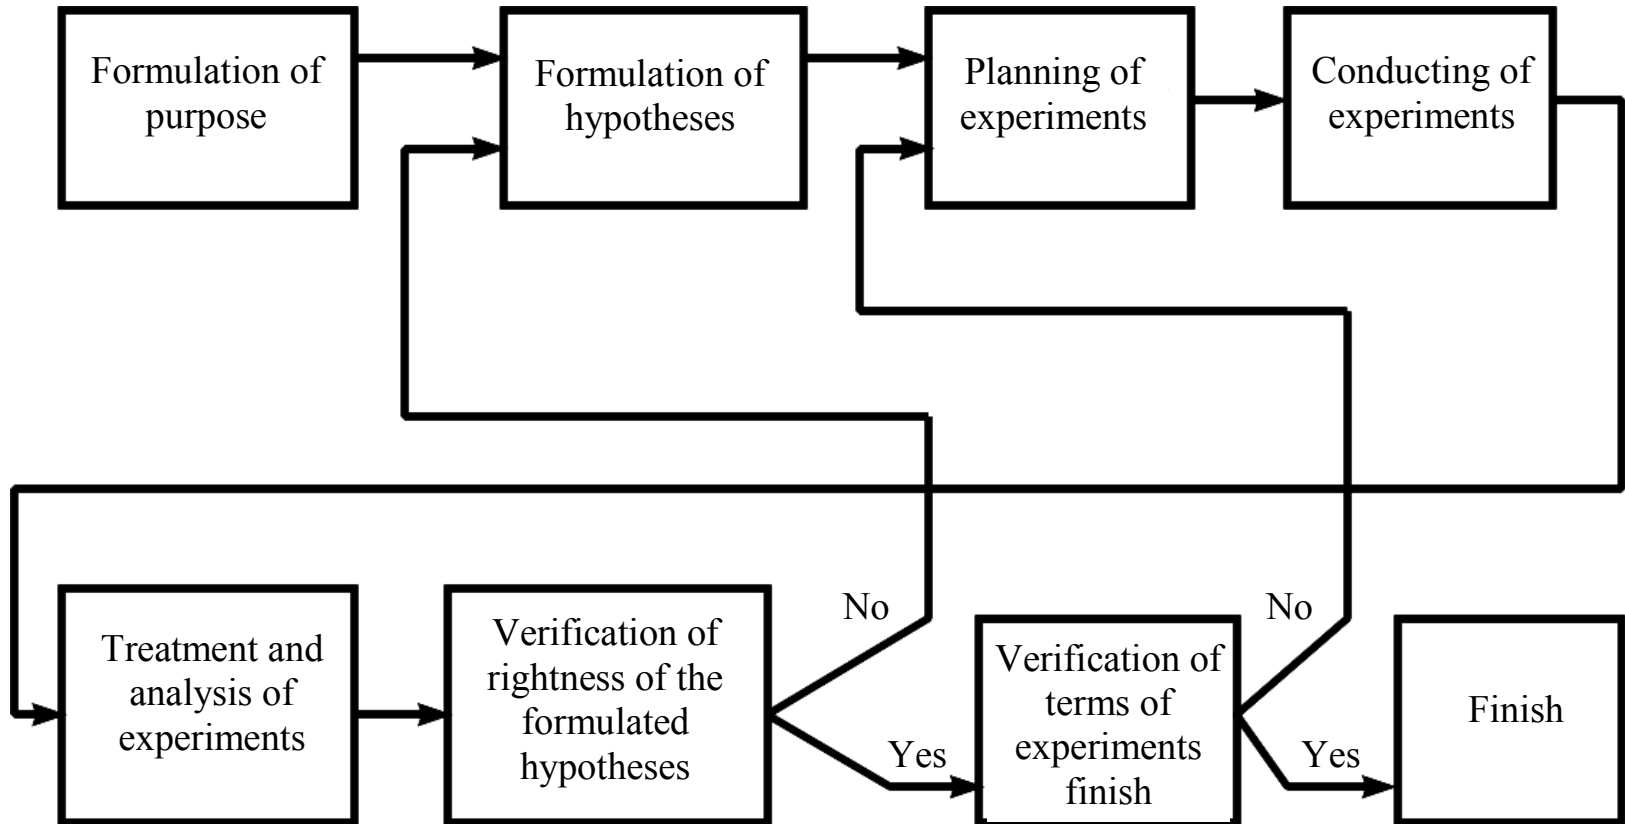 Formulation of
purpose
Formulation of
hypotheses
Planning of
experiments
Conducting of
experiments
Treatment and
analysis of
experiments
Verification of
rightness of the
formulated
hypotheses
No
Yes
Verification of
terms of
experiments
finish
No
Yes
Finish